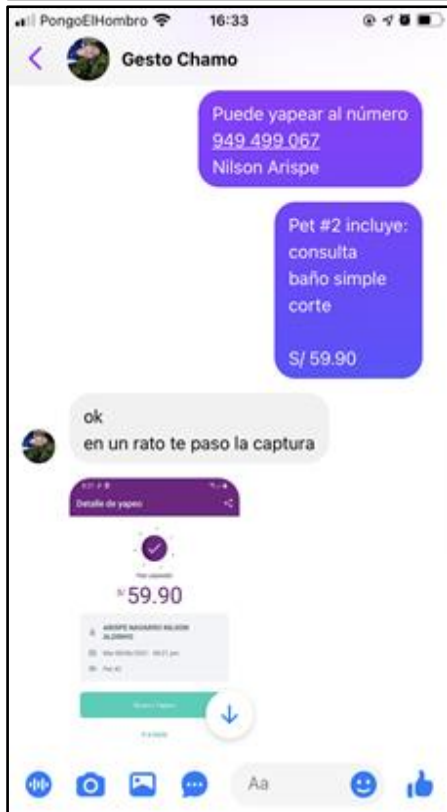 PongoElHombro 16:33
Gesto Chamo
Puede yapear al número
949 499 067
Nilson Arispe
Pet #2 incluye:
consulta
baño simple
corte
S/ 59.90
ok
en un rato te paso la captura
Detalle de yapeo
S/ 59.90
ARISPE NAVARRO NILSON
Aa